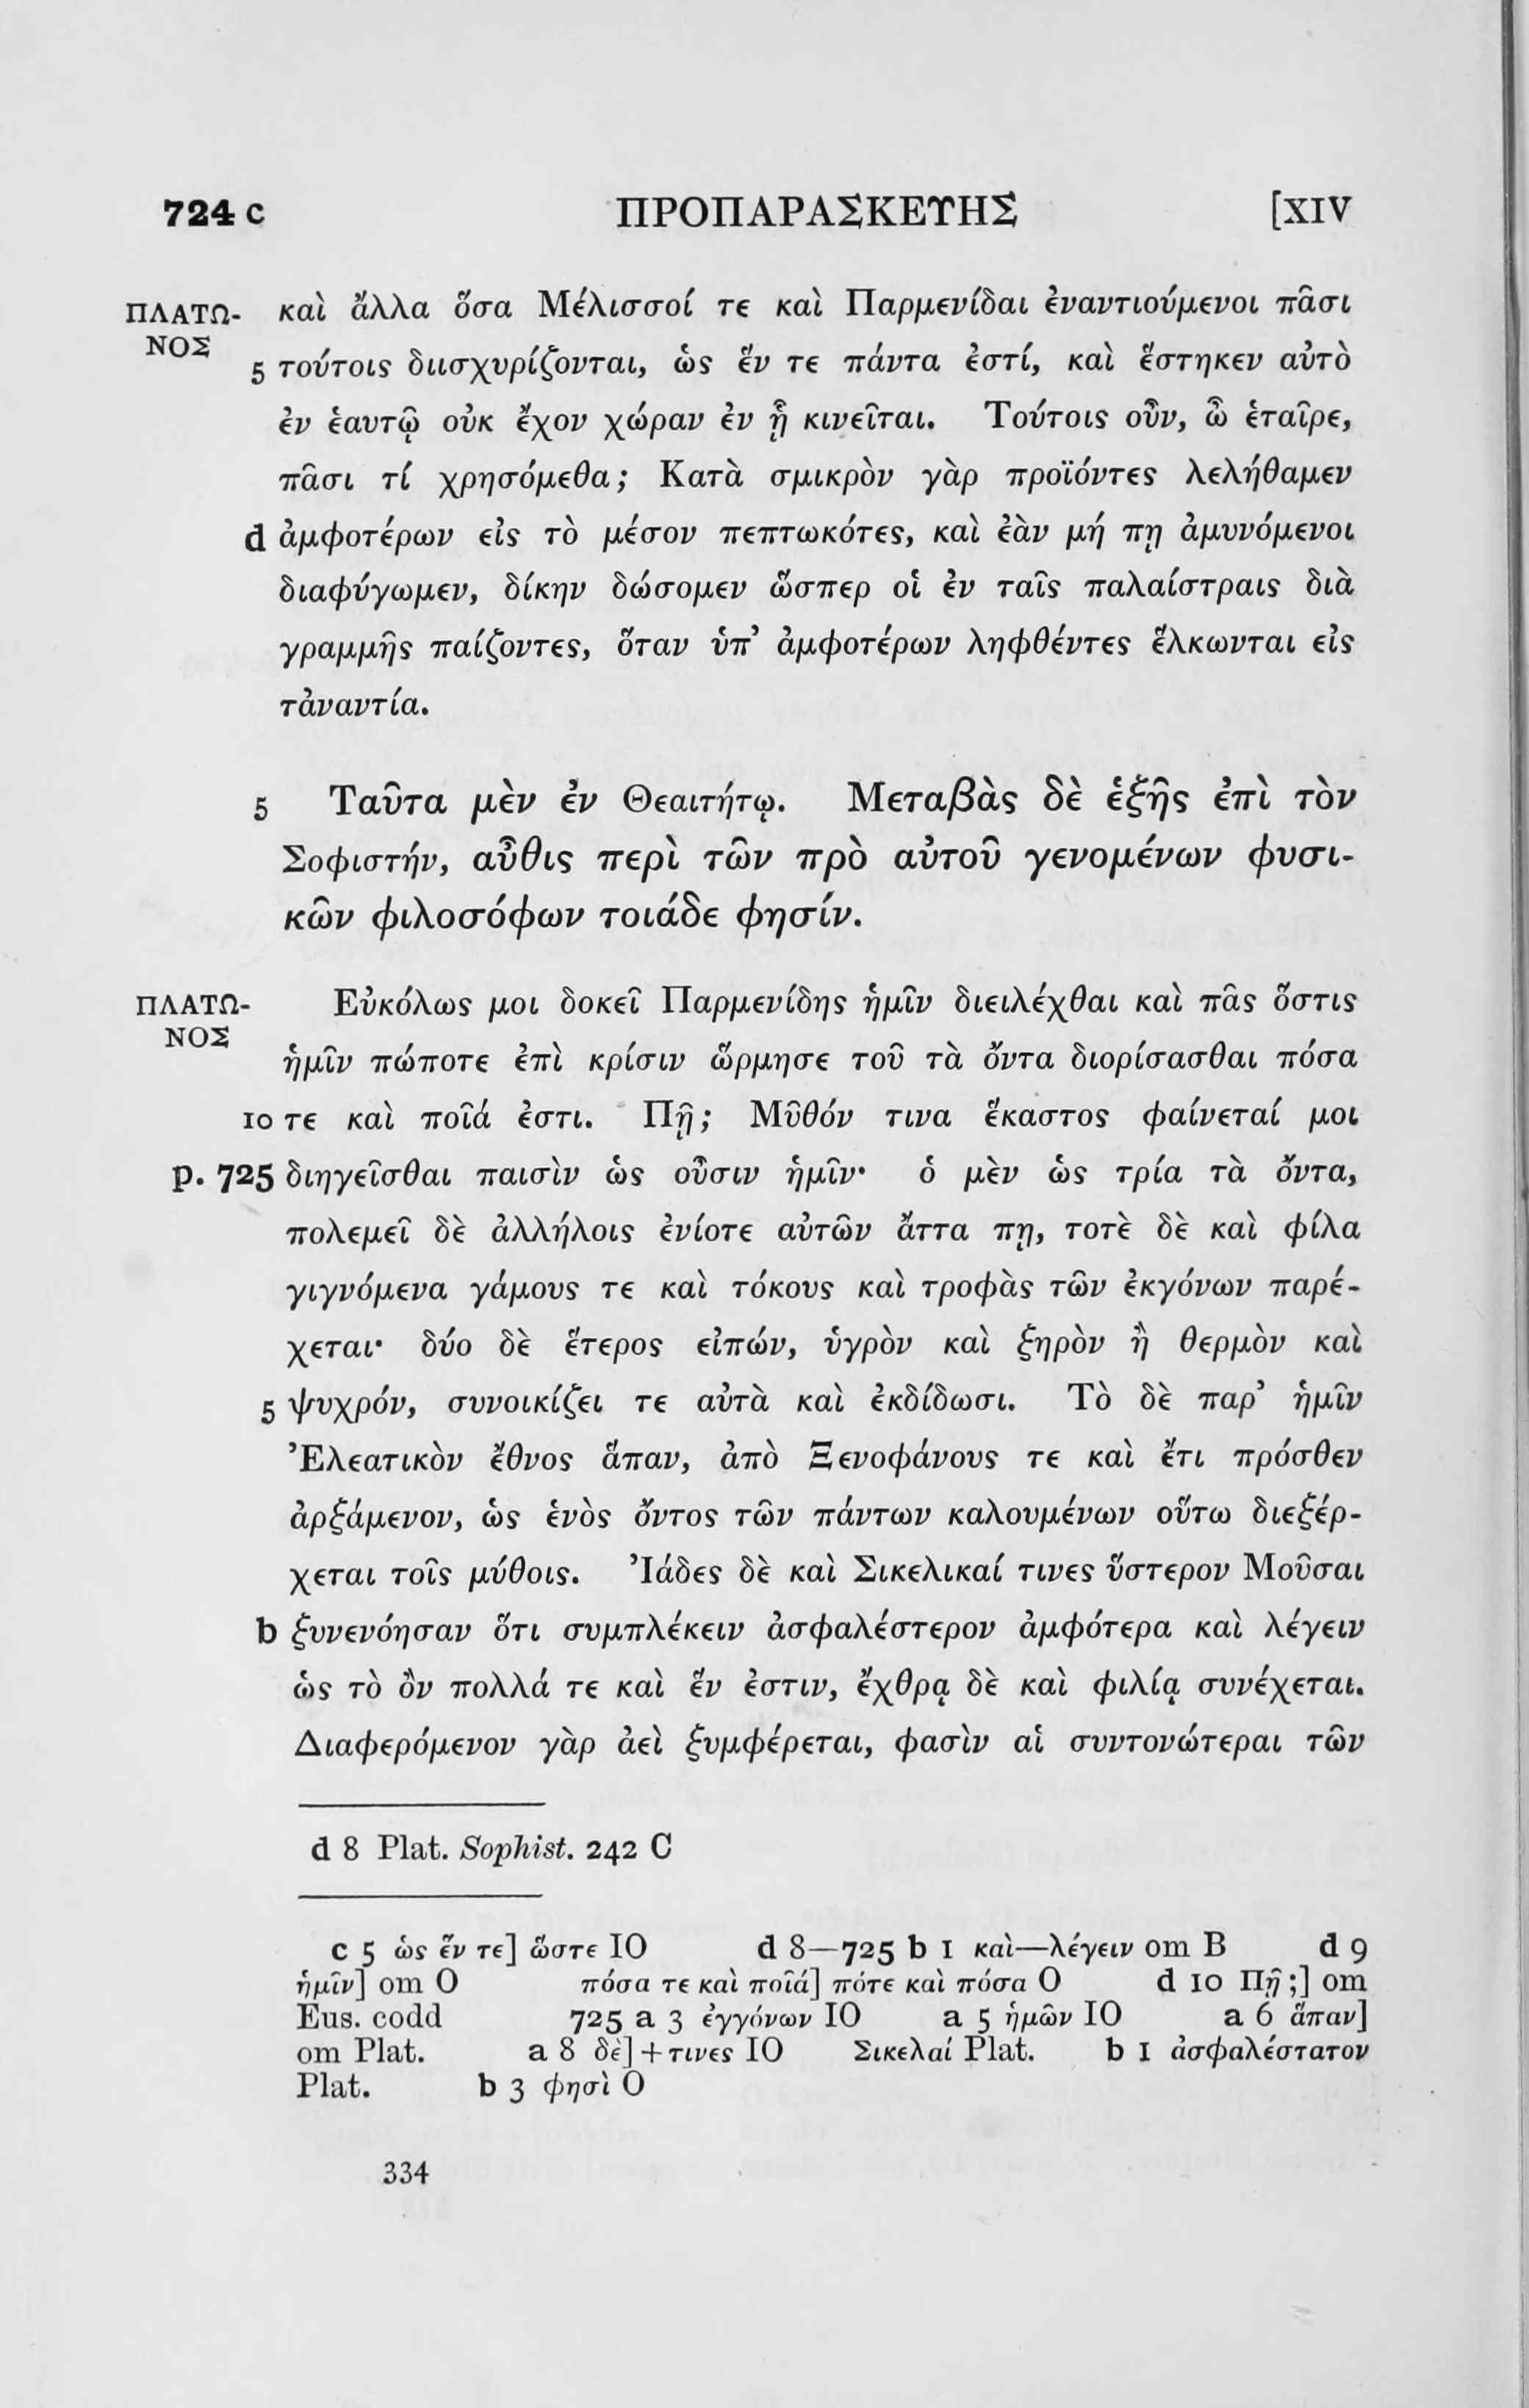 724 c ΠΡΟΠΑΡΑΣΚΕΥΗΣ [XIV
ΠΛΑΤΩ- καὶ ἄλλα ὅσα Μέλισσοί τε καὶ Παρμενίδαι ἐναντιούμενοι πᾶσι
ΝΟΣ
5 τούτοις διισχυρίζονται, ὡς ἕν τε πάντα ἐστί, καὶ ἕστηκεν αὐτὸ
ἐν ἑαυτῷ οὐκ ἔχον χώραν ἐν ᾗ κινεῖται. Τούτοις οὖν, ὦ ἑταῖρε,
πᾶσι τί χρησόμεθα; Κατὰ σμικρὸν γὰρ προϊόντες λελήθαμεν
d ἀμφοτέρων εἰς τὸ μέσον πεπτωκότες, καὶ ἐὰν μή πῃ ἀμυνόμενοι
διαφύγωμεν, δίκην δώσομεν ὥσπερ οἱ ἐν ταῖς παλαίστραις διὰ
γραμμῆς παίζοντες, ὅταν ὑπ’ ἀμφοτέρων ληφθέντες ἕλκωνται εἰς
τἀναντία.
5 Ταῦτα μὲν ἐν Θεαιτήτῳ. Μεταβὰς δὲ ἑξῆς ἐπὶ τὸν
Σοφιστήν, αὖθις περὶ τῶν πρὸ αὐτοῦ γενομένων φυσι-
κῶν φιλοσόφων τοιάδε φησίν.
ΠΛΑΤΩ- Εὐκόλως μοι δοκεῖ Παρμενίδης ἡμῖν διειλέχθαι καὶ πᾶς ὅστις
ΝΟΣ
ἡμῖν πώποτε ἐπὶ κρίσιν ὥρμησε τοῦ τὰ ὄντα διορίσασθαι πόσα
10 τε καὶ ποῖά ἐστι. Πῇ; Μῦθόν τινα ἕκαστος φαίνεταί μοι
p. 725 διηγεῖσθαι παισὶν ὡς οὖσιν ἡμῖν· ὁ μὲν ὡς τρία τὰ ὄντα,
πολεμεῖ δὲ ἀλλήλοις ἐνίοτε αὐτῶν ἄττα πῃ, τοτὲ δὲ καὶ φίλα
γιγνόμενα γάμους τε καὶ τόκους καὶ τροφὰς τῶν ἐκγόνων παρέ-
χεται· δύο δὲ ἕτερος εἰπών, ὑγρὸν καὶ ξηρὸν ἢ θερμὸν καὶ
5 ψυχρόν, συνοικίζει τε αὐτὰ καὶ ἐκδίδωσι. Τὸ δὲ παρ’ ἡμῖν
Ἐλεατικὸν ἔθνος ἅπαν, ἀπὸ Ξενοφάνους τε καὶ ἔτι πρόσθεν
ἀρξάμενον, ὡς ἑνὸς ὄντος τῶν πάντων καλουμένων οὕτω διεξέρ-
χεται τοῖς μύθοις. Ἰάδες δὲ καὶ Σικελικαί τινες ὕστερον Μοῦσαι
b ξυνενόησαν ὅτι συμπλέκειν ἀσφαλέστερον ἀμφότερα καὶ λέγειν
ὡς τὸ ὂν πολλά τε καὶ ἕν ἐστιν, ἔχθρᾳ δὲ καὶ φιλίᾳ συνέχεται.
Διαφερόμενον γὰρ ἀεὶ ξυμφέρεται, φασὶν αἱ συντονώτεραι τῶν
d 8 Plat. Sophist. 242 C
c 5 ὡς ἕν τε] ὥστε IO d 8—725 b 1 καὶ—λέγειν om B d 9
ἡμῖν] om O πόσα τε καὶ ποῖά] πότε καὶ πόσα O d 10 Πῇ ;] om
Eus. codd 725 a 3 ἐγγόνων IO a 5 ἡμῶν IO a 6 ἅπαν]
om Plat. a 8 δὲ] + τινες IO Σικελαί Plat. b 1 ἀσφαλέστατον
Plat. b 3 φησὶ O
334